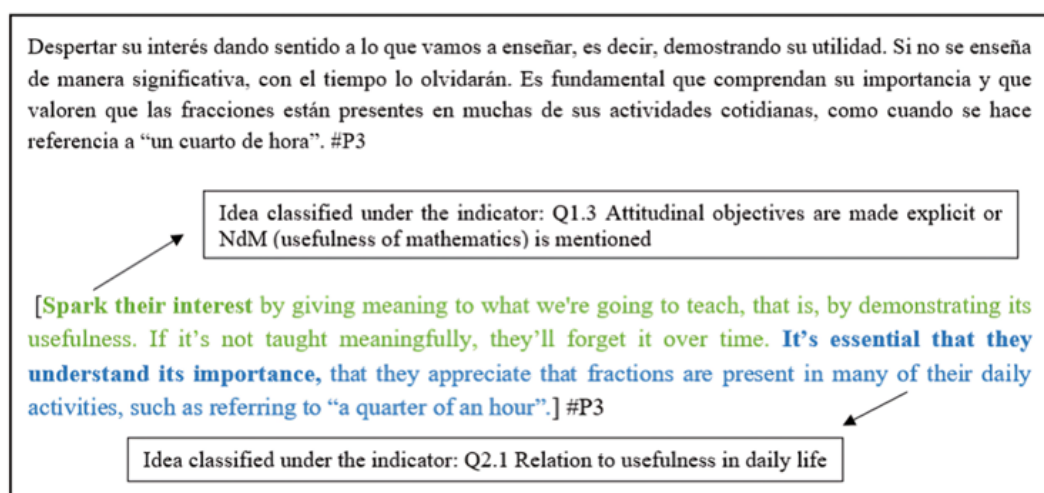 Despertar su interés dando sentido a lo que vamos a enseñar, es decir, demostrando su utilidad. Si no se enseña
de manera significativa, con el tiempo lo olvidarán. Es fundamental que comprendan su importancia y que
valoren que las fracciones están presentes en muchas de sus actividades cotidianas, como cuando se hace
referencia a “un cuarto de hora”. #P3
Idea classified under the indicator: Q1.3 Attitudinal objectives are made explicit or
NdM (usefulness of mathematics) is mentioned
[Spark their interest by giving meaning to what we're going to teach, that is, by demonstrating its
usefulness. If it’s not taught meaningfully, they’ll forget it over time. It’s essential that they
understand its importance, that they appreciate that fractions are present in many of their daily
activities, such as referring to “a quarter of an hour”.] #P3
Idea classified under the indicator: Q2.1 Relation to usefulness in daily life